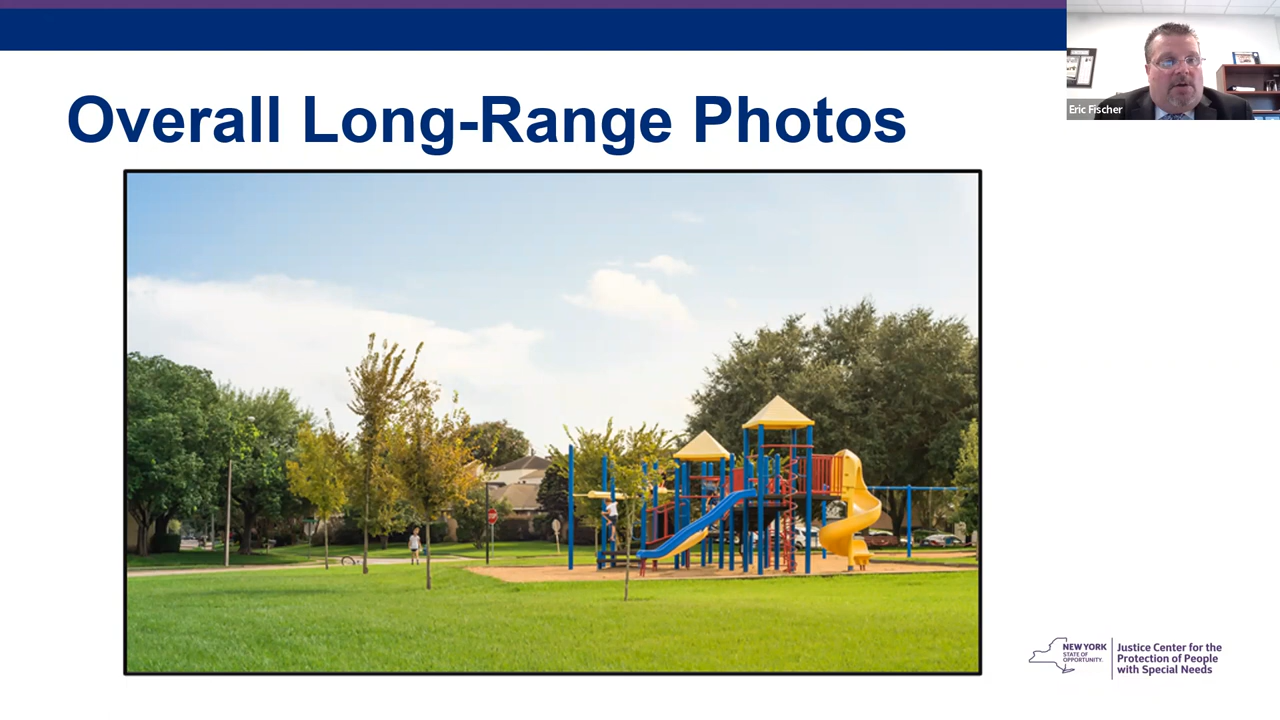 Overall Long-Range Photos
Eric Fischer
NEW YORK
STATE OF
OPPORTUNITY.
Justice Center for the
Protection of People
with Special Needs